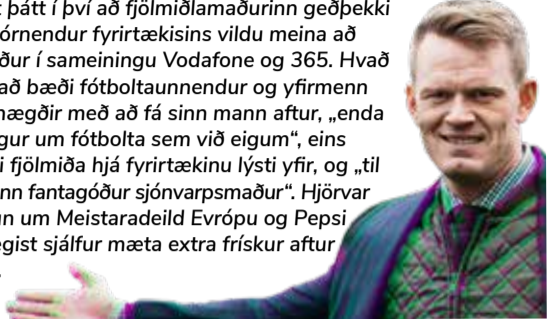 þátt í því að fjölmiðlamaðurinn geðþekki
órnendur fyrirtækisins vildu meina að
ður í sameiningu Vodafone og 365. Hvað
að bæði fótboltaunnendur og yfirmenn
nægðir með að fá sinn mann aftur, „enda
gur um fótbolta sem við eigum“, eins
i fjölmiðla hjá fyrirtækinu lýsti yfir, og „til
nn fantagóður sjónvarpsmaður“. Hjörvar
n um Meistaradeild Evrópu og Pepsi
egist sjálfur mæta extra frískur aftur